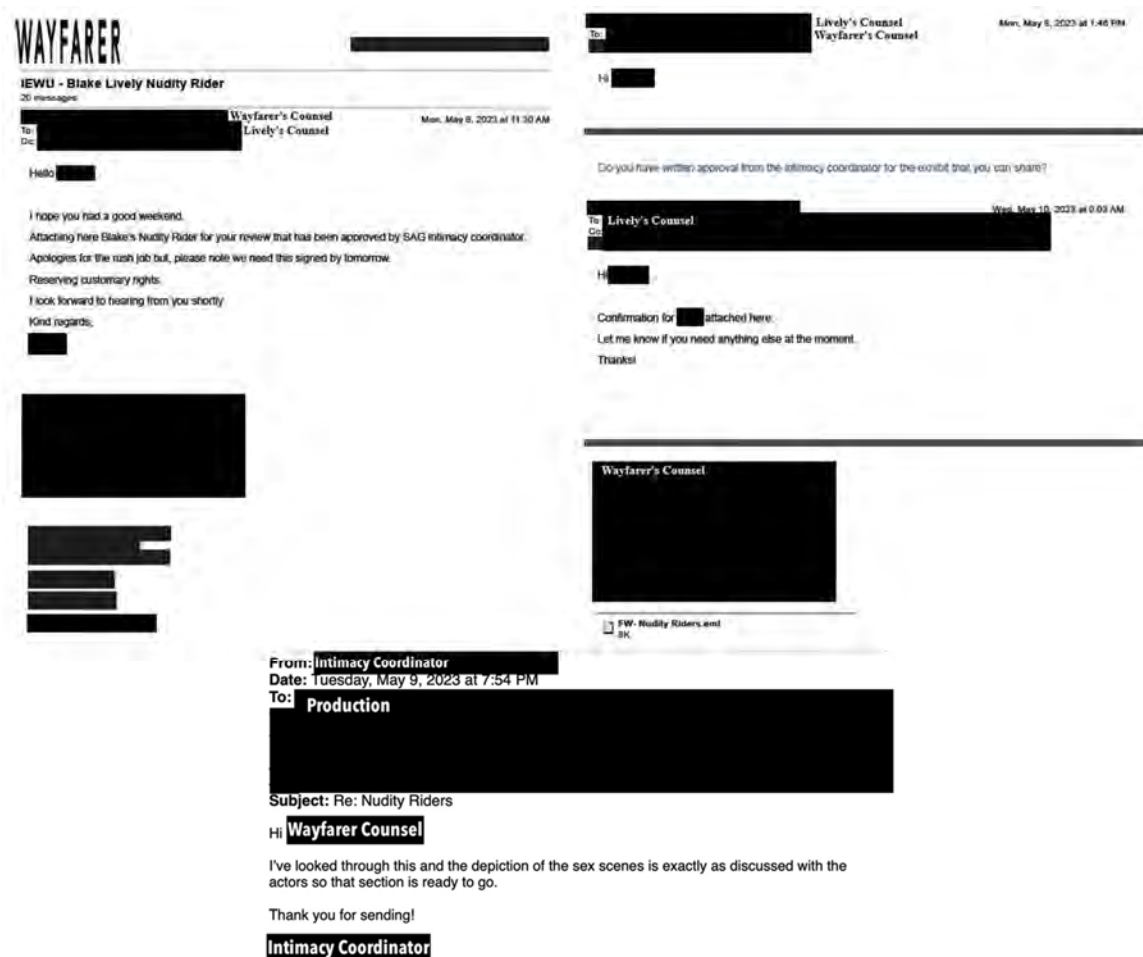 WAYFARER
IEWU - Blake Lively Nudity Rider
20 messages
Wayfarer's Counsel
Mon, May 8, 2023 at 11:30 AM
To:
Lively's Counsel
Cc:
Hello
I hope you had a good weekend.
Attaching here Blake's Nudity Rider for your review that has been approved by SAG intimacy coordinator.
Apologies for the rush job but, please note we need this signed by tomorrow.
Reserving customary rights.
I look forward to hearing from you shortly
Kind regards,
Lively's Counsel
Mon, May 8, 2023 at 1:46 PM
To:
Wayfarer's Counsel
Hi
Do you have written approval from the intimacy coordinator for the exhibit that you can share?
Wed, May 10, 2023 at 0:03 AM
To:
Lively's Counsel
Cc:
Hi
Confirmation for
attached here.
Let me know if you need anything else at the moment.
Thanks!
Wayfarer's Counsel
FW- Nudity Riders.eml
8K
From: Intimacy Coordinator
Date: Tuesday, May 9, 2023 at 7:54 PM
To: Production
Subject: Re: Nudity Riders
Hi Wayfarer Counsel
I've looked through this and the depiction of the sex scenes is exactly as discussed with the
actors so that section is ready to go.
Thank you for sending!
Intimacy Coordinator